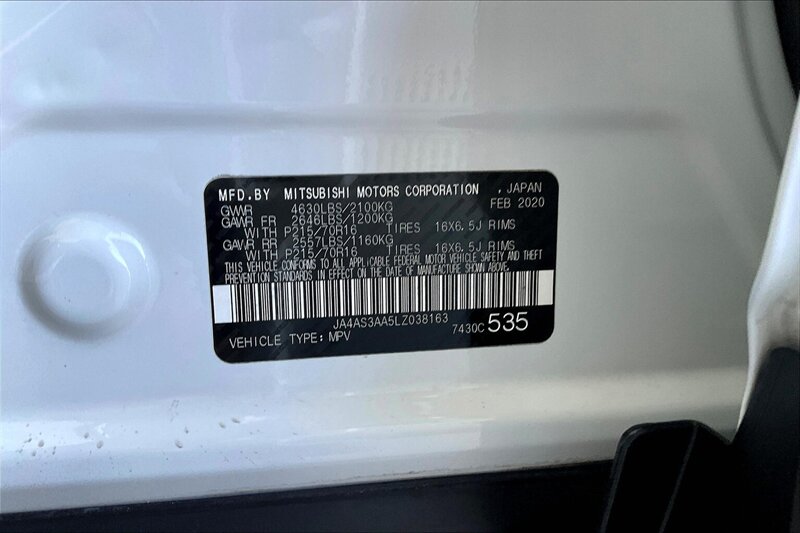 MFD.BY MITSUBISHI MOTORS CORPORATION , JAPAN
FEB 2020
GVWR 4630LBS/2100KG
GAWR FR 2646LBS/1200KG
WITH P215/70R16 TIRES 16X6.5J RIMS
GAWR RR 2557LBS/1160KG
WITH P215/70R16 TIRES 16X6.5J RIMS
THIS VEHICLE CONFORMS TO ALL APPLICABLE FEDERAL MOTOR VEHICLE SAFETY AND THEFT
PREVENTION STANDARDS IN EFFECT ON THE DATE OF MANUFACTURE SHOWN ABOVE.
JA4AS3AA5LZ038163
7430C 535
VEHICLE TYPE: MPV